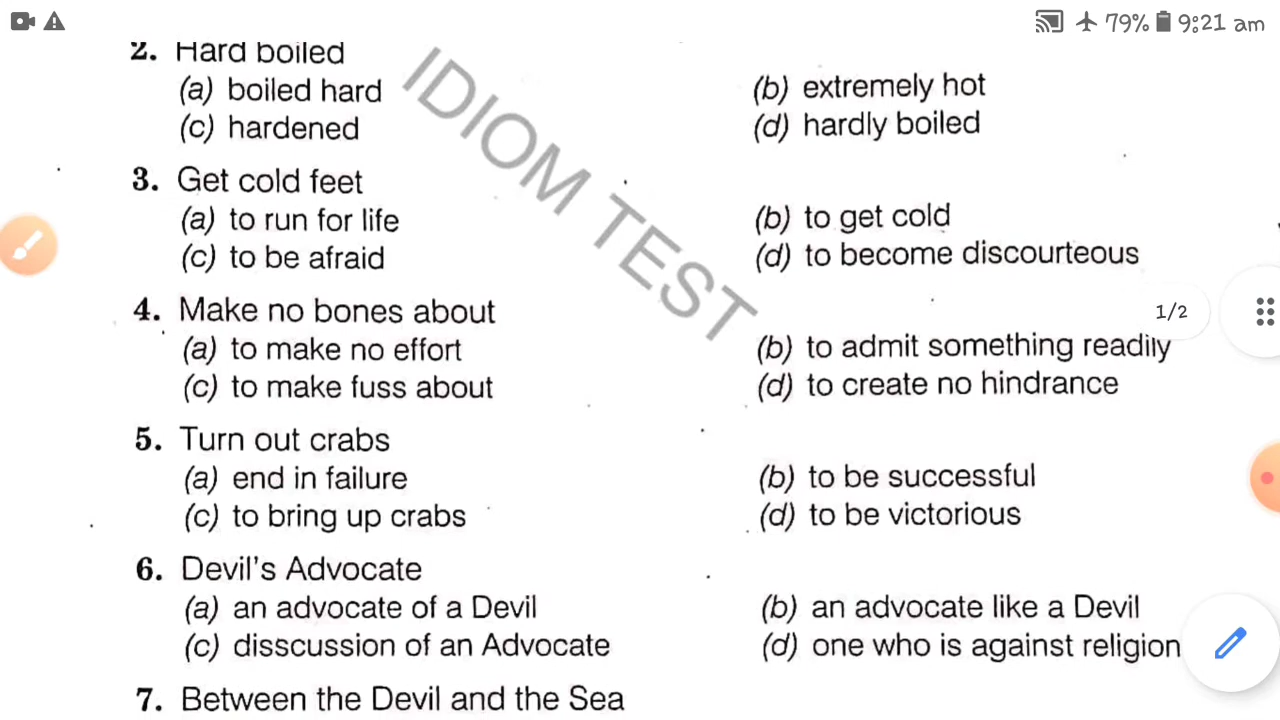 79% 9:21 am
2. Hard boiled
(a) boiled hard (b) extremely hot
(c) hardened (d) hardly boiled
3. Get cold feet
(a) to run for life (b) to get cold
(c) to be afraid (d) to become discourteous
4. Make no bones about
1/2
(a) to make no effort (b) to admit something readily
(c) to make fuss about (d) to create no hindrance
5. Turn out crabs
(a) end in failure (b) to be successful
(c) to bring up crabs (d) to be victorious
6. Devil's Advocate
(a) an advocate of a Devil (b) an advocate like a Devil
(c) disscussion of an Advocate (d) one who is against religion
7. Between the Devil and the Sea
IDIOM TEST